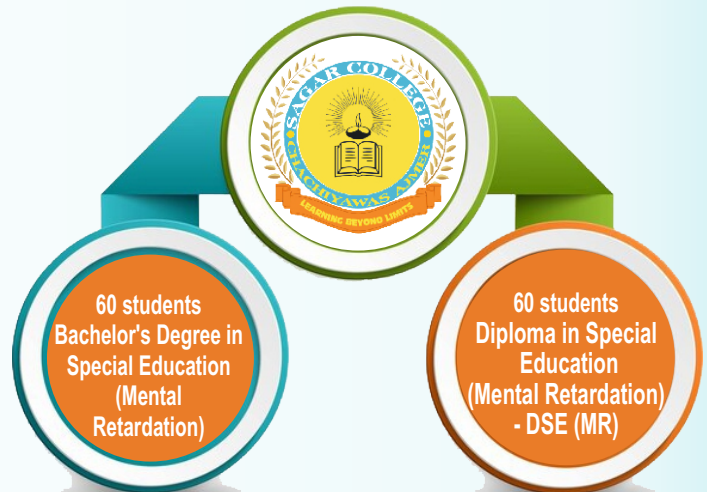 SAGAR COLLEGE
CHACHIYAWAS AJMER
LEARNING BEYOND LIMITS
60 students
Bachelor's Degree in
Special Education
(Mental
Retardation)
60 students
Diploma in Special
Education
(Mental Retardation)
- DSE (MR)